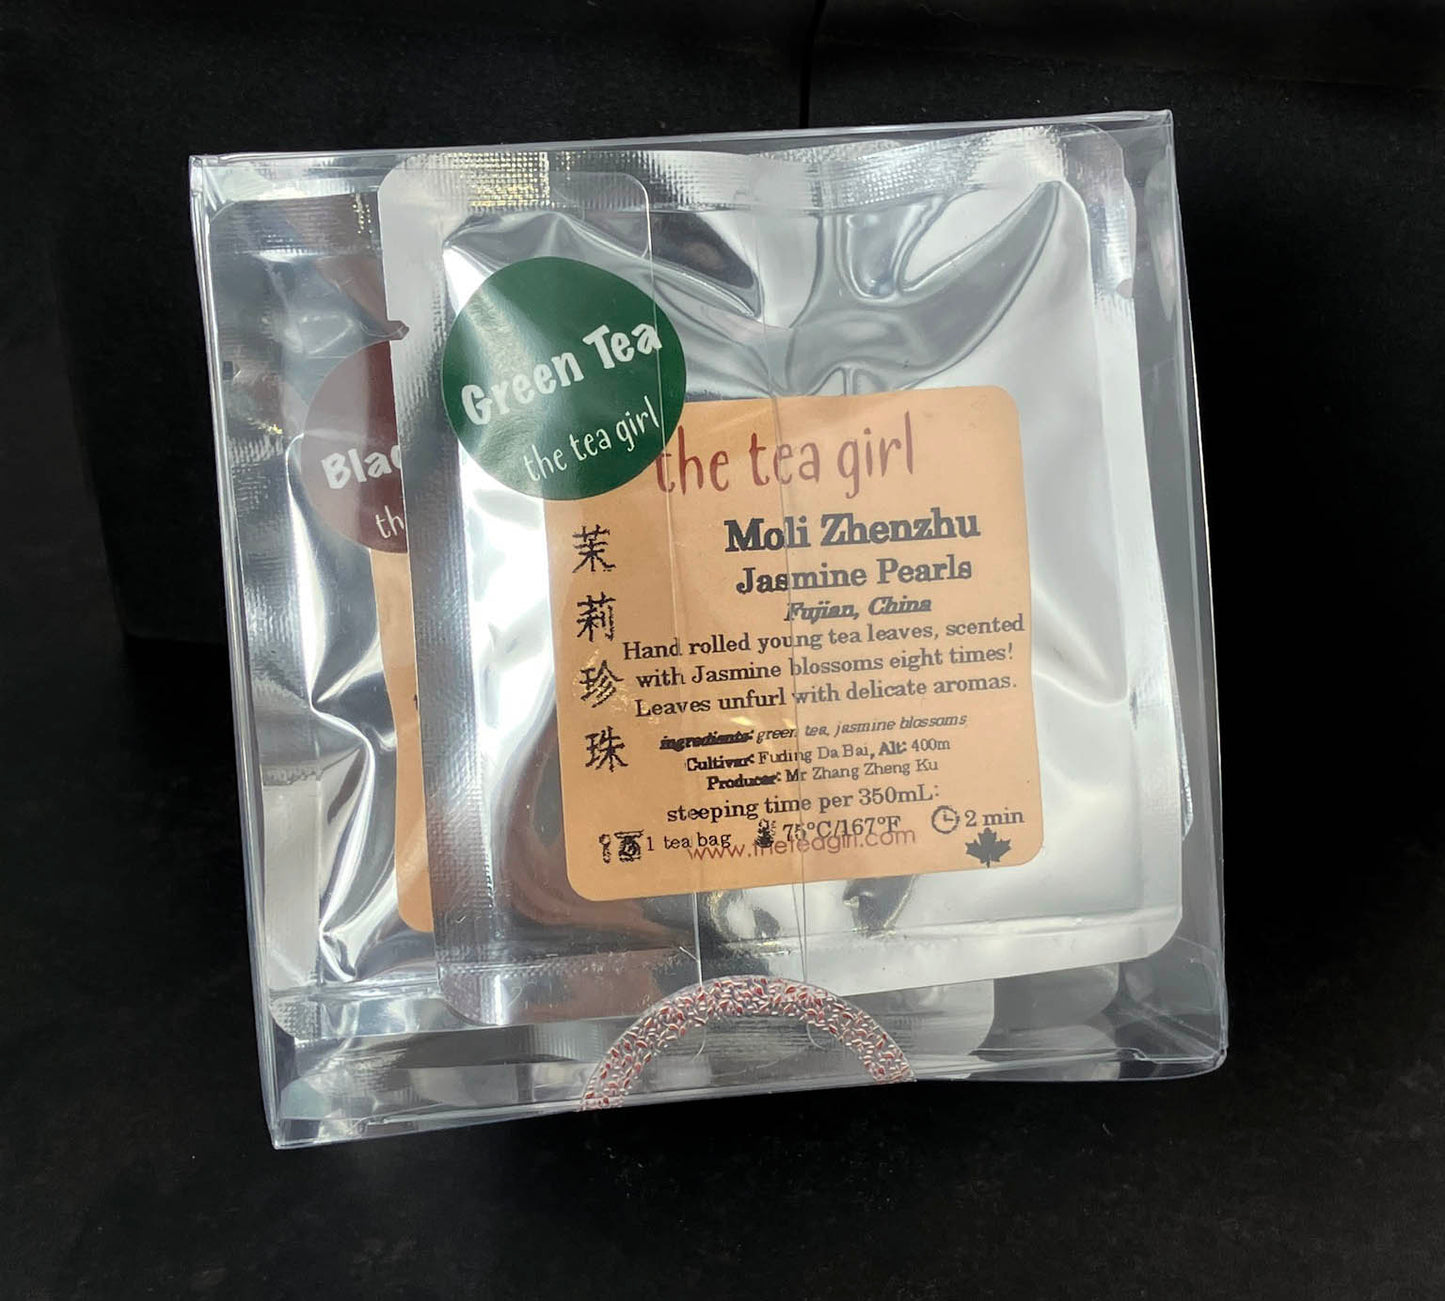 Green Tea
the tea girl
Blac
th
the tea girl
茉
莉
珍
珠
Moli Zhenzhu
Jasmine Pearls
Fujian, China
Hand rolled young tea leaves, scented
with Jasmine blossoms eight times!
Leaves unfurl with delicate aromas.
ingredients: green tea, jasmine blossoms
Cultivar: Fuding Da Bai, Alt: 400m
Producer: Mr Zhang Zheng Ku
steeping time per 350mL:
1 tea bag 75°C/167°F 2 min
www.theteagirl.com